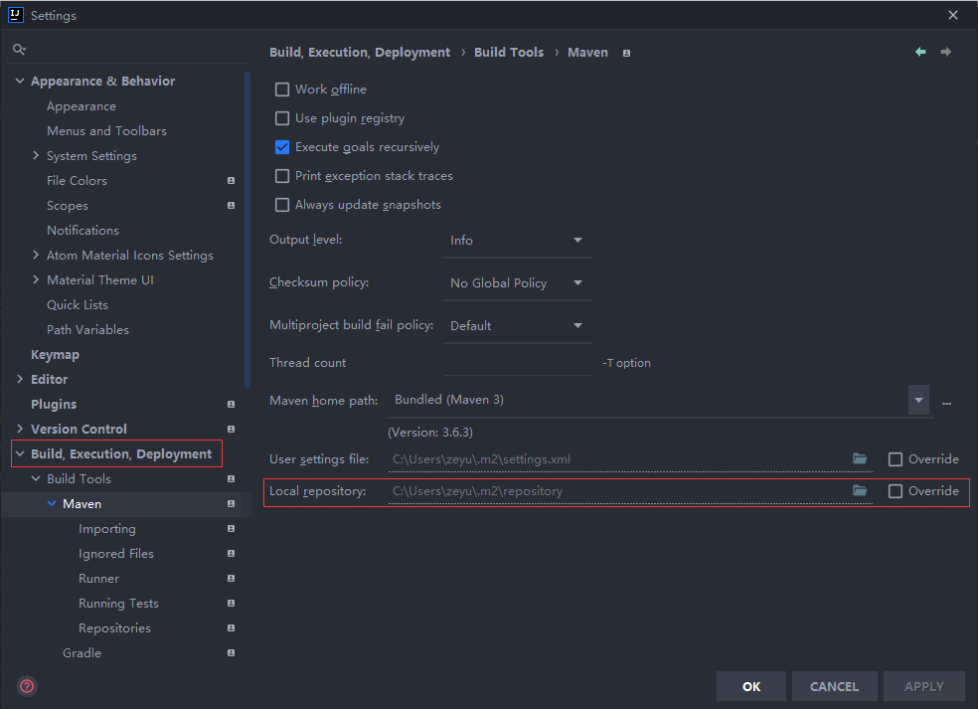 Settings
Build, Execution, Deployment › Build Tools › Maven
Appearance & Behavior
Appearance
Menus and Toolbars
System Settings
File Colors
Scopes
Notifications
Atom Material Icons Settings
Material Theme UI
Quick Lists
Path Variables
Keymap
Editor
Plugins
Version Control
Build, Execution, Deployment
Build Tools
Maven
Importing
Ignored Files
Runner
Running Tests
Repositories
Gradle
Work offline
Use plugin registry
Execute goals recursively
Print exception stack traces
Always update snapshots
Output level: Info
Checksum policy: No Global Policy
Multiproject build fail policy: Default
Thread count -T option
Maven home path: Bundled (Maven 3) ...
(Version: 3.6.3)
User settings file: C:\Users\zeyu\.m2\settings.xml Override
Local repository: C:\Users\zeyu\.m2\repository Override
OK CANCEL APPLY